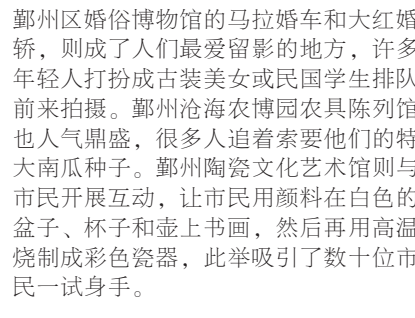 鄞州区婚俗博物馆的马拉婚车和大红婚
轿，则成了人们最爱留影的地方，许多
年轻人打扮成古装美女或民国学生排队
前来拍摄。鄞州沧海农博园农具陈列馆
也人气鼎盛，很多人追着索要他们的特
大南瓜种子。鄞州陶瓷文化艺术馆则与
市民开展互动，让市民用颜料在白色的
盆子、杯子和壶上书画，然后再用高温
烧制成彩色瓷器，此举吸引了数十位市
民一试身手。